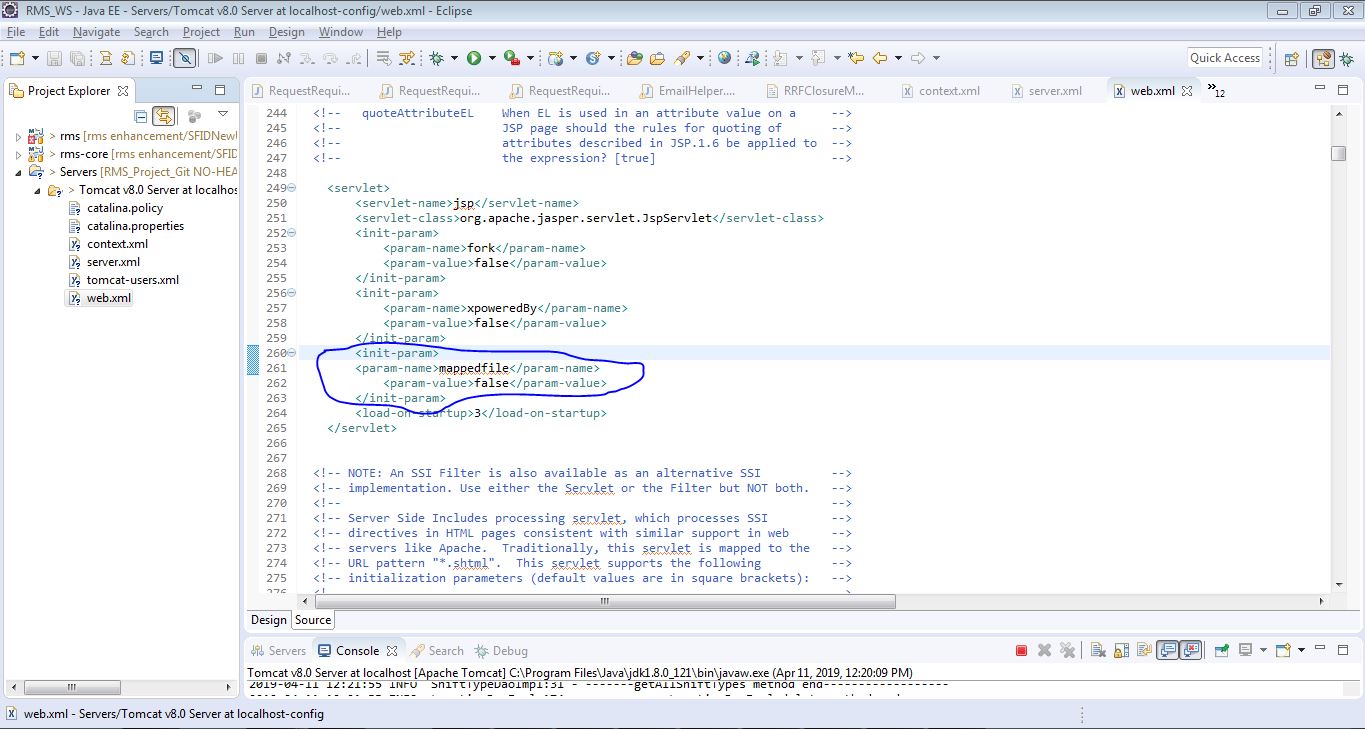 RMS_WS - Java EE - Servers/Tomcat v8.0 Server at localhost-config/web.xml - Eclipse
File Edit Navigate Search Project Run Design Window Help
Quick Access
Project Explorer
RequestRequi... RequestRequi... RequestRequi... EmailHelper.... RRFClosureM... context.xml server.xml web.xml »12
> rms [rms enhancement/SFIDNew
> rms-core [rms enhancement/SFID
> Servers [RMS_Project_Git NO-HEA
> Tomcat v8.0 Server at localhos
catalina.policy
catalina.properties
context.xml
server.xml
tomcat-users.xml
web.xml
244 <!-- quoteAttributeEL When EL is used in an attribute value on a -->
245 <!-- JSP page should the rules for quoting of -->
246 <!-- attributes described in JSP.1.6 be applied to -->
247 <!-- the expression? [true] -->
248
249 <servlet>
250 <servlet-name>jsp</servlet-name>
251 <servlet-class>org.apache.jasper.servlet.JspServlet</servlet-class>
252 <init-param>
253 <param-name>fork</param-name>
254 <param-value>false</param-value>
255 </init-param>
256 <init-param>
257 <param-name>xpoweredBy</param-name>
258 <param-value>false</param-value>
259 </init-param>
260 <init-param>
261 <param-name>mappedfile</param-name>
262 <param-value>false</param-value>
263 </init-param>
264 <load-on-startup>3</load-on-startup>
265 </servlet>
266
267
268 <!-- NOTE: An SSI Filter is also available as an alternative SSI -->
269 <!-- implementation. Use either the Servlet or the Filter but NOT both. -->
270 <!-- -->
271 <!-- Server Side Includes processing servlet, which processes SSI -->
272 <!-- directives in HTML pages consistent with similar support in web -->
273 <!-- servers like Apache. Traditionally, this servlet is mapped to the -->
274 <!-- URL pattern "*.shtml". This servlet supports the following -->
275 <!-- initialization parameters (default values are in square brackets): -->
276 <!-- -->
Design Source
Servers Console Search Debug
Tomcat v8.0 Server at localhost [Apache Tomcat] C:\Program Files\Java\jdk1.8.0_121\bin\javaw.exe (Apr 11, 2019, 12:20:09 PM)
2019-04-11 12:21:55 INFO ShiftTypeDaoImpl:31 - -------getAllShiftTypes method end------------------
web.xml - Servers/Tomcat v8.0 Server at localhost-config